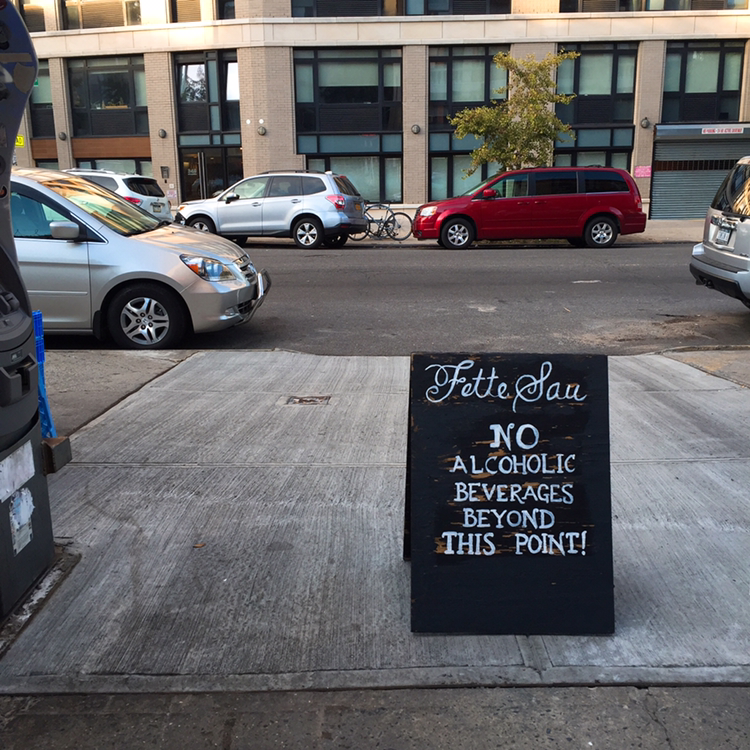 Fette Sau
NO
ALCOHOLIC
BEVERAGES
BEYOND
THIS POINT!